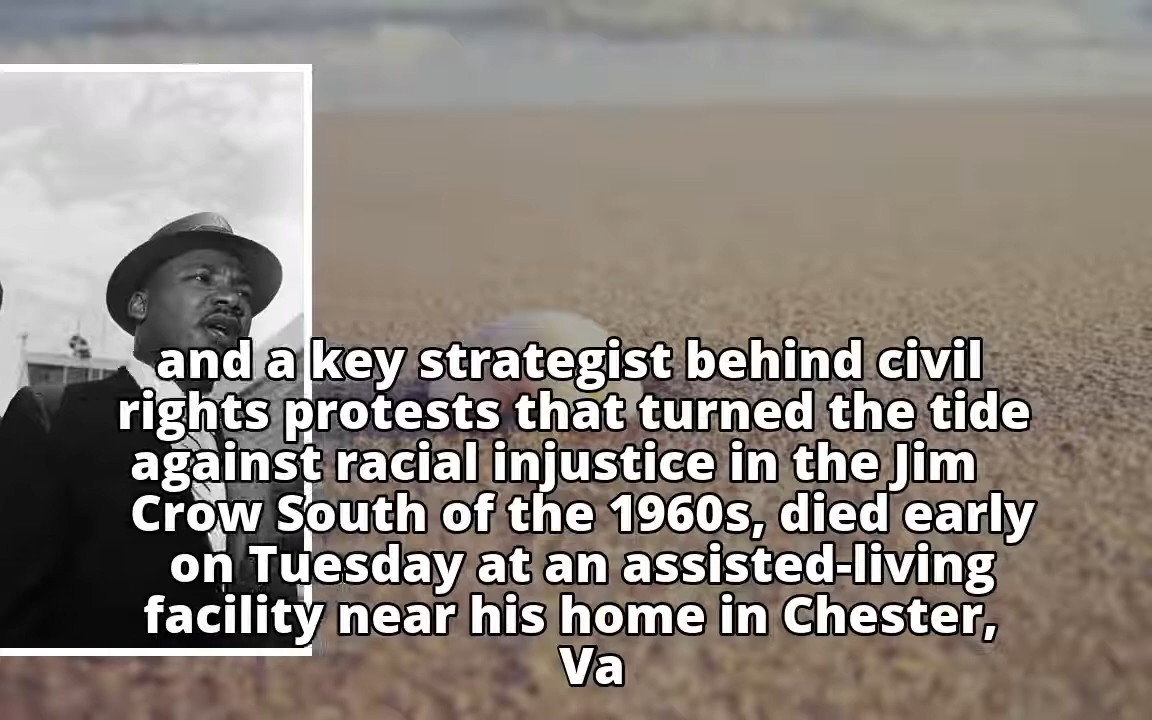 and a key strategist behind civil
rights protests that turned the tide
against racial injustice in the Jim
Crow South of the 1960s, died early
on Tuesday at an assisted-living
facility near his home in Chester,
Va